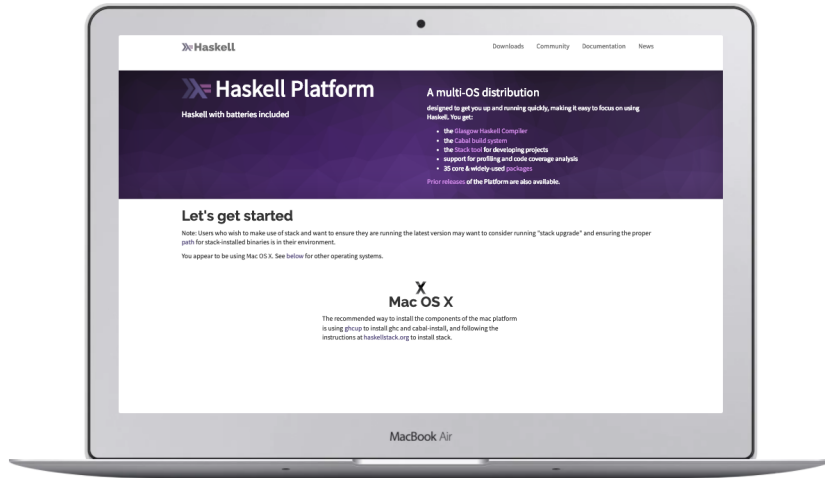 Haskell
Downloads Community Documentation News
Haskell Platform
Haskell with batteries included
A multi-OS distribution
designed to get you up and running quickly, making it easy to focus on using
Haskell. You get:
• the Glasgow Haskell Compiler
• the Cabal build system
• the Stack tool for developing projects
• support for profiling and code coverage analysis
• 35 core & widely-used packages
Prior releases of the Platform are also available.
Let's get started
Note: Users who wish to make use of stack and want to ensure they are running the latest version may want to consider running "stack upgrade" and ensuring the proper
path for stack-installed binaries is in their environment.
You appear to be using Mac OS X. See below for other operating systems.
Mac OS X
The recommended way to install the components of the mac platform
is using ghcup to install ghc and cabal-install, and following the
instructions at haskellstack.org to install stack.
MacBook Air